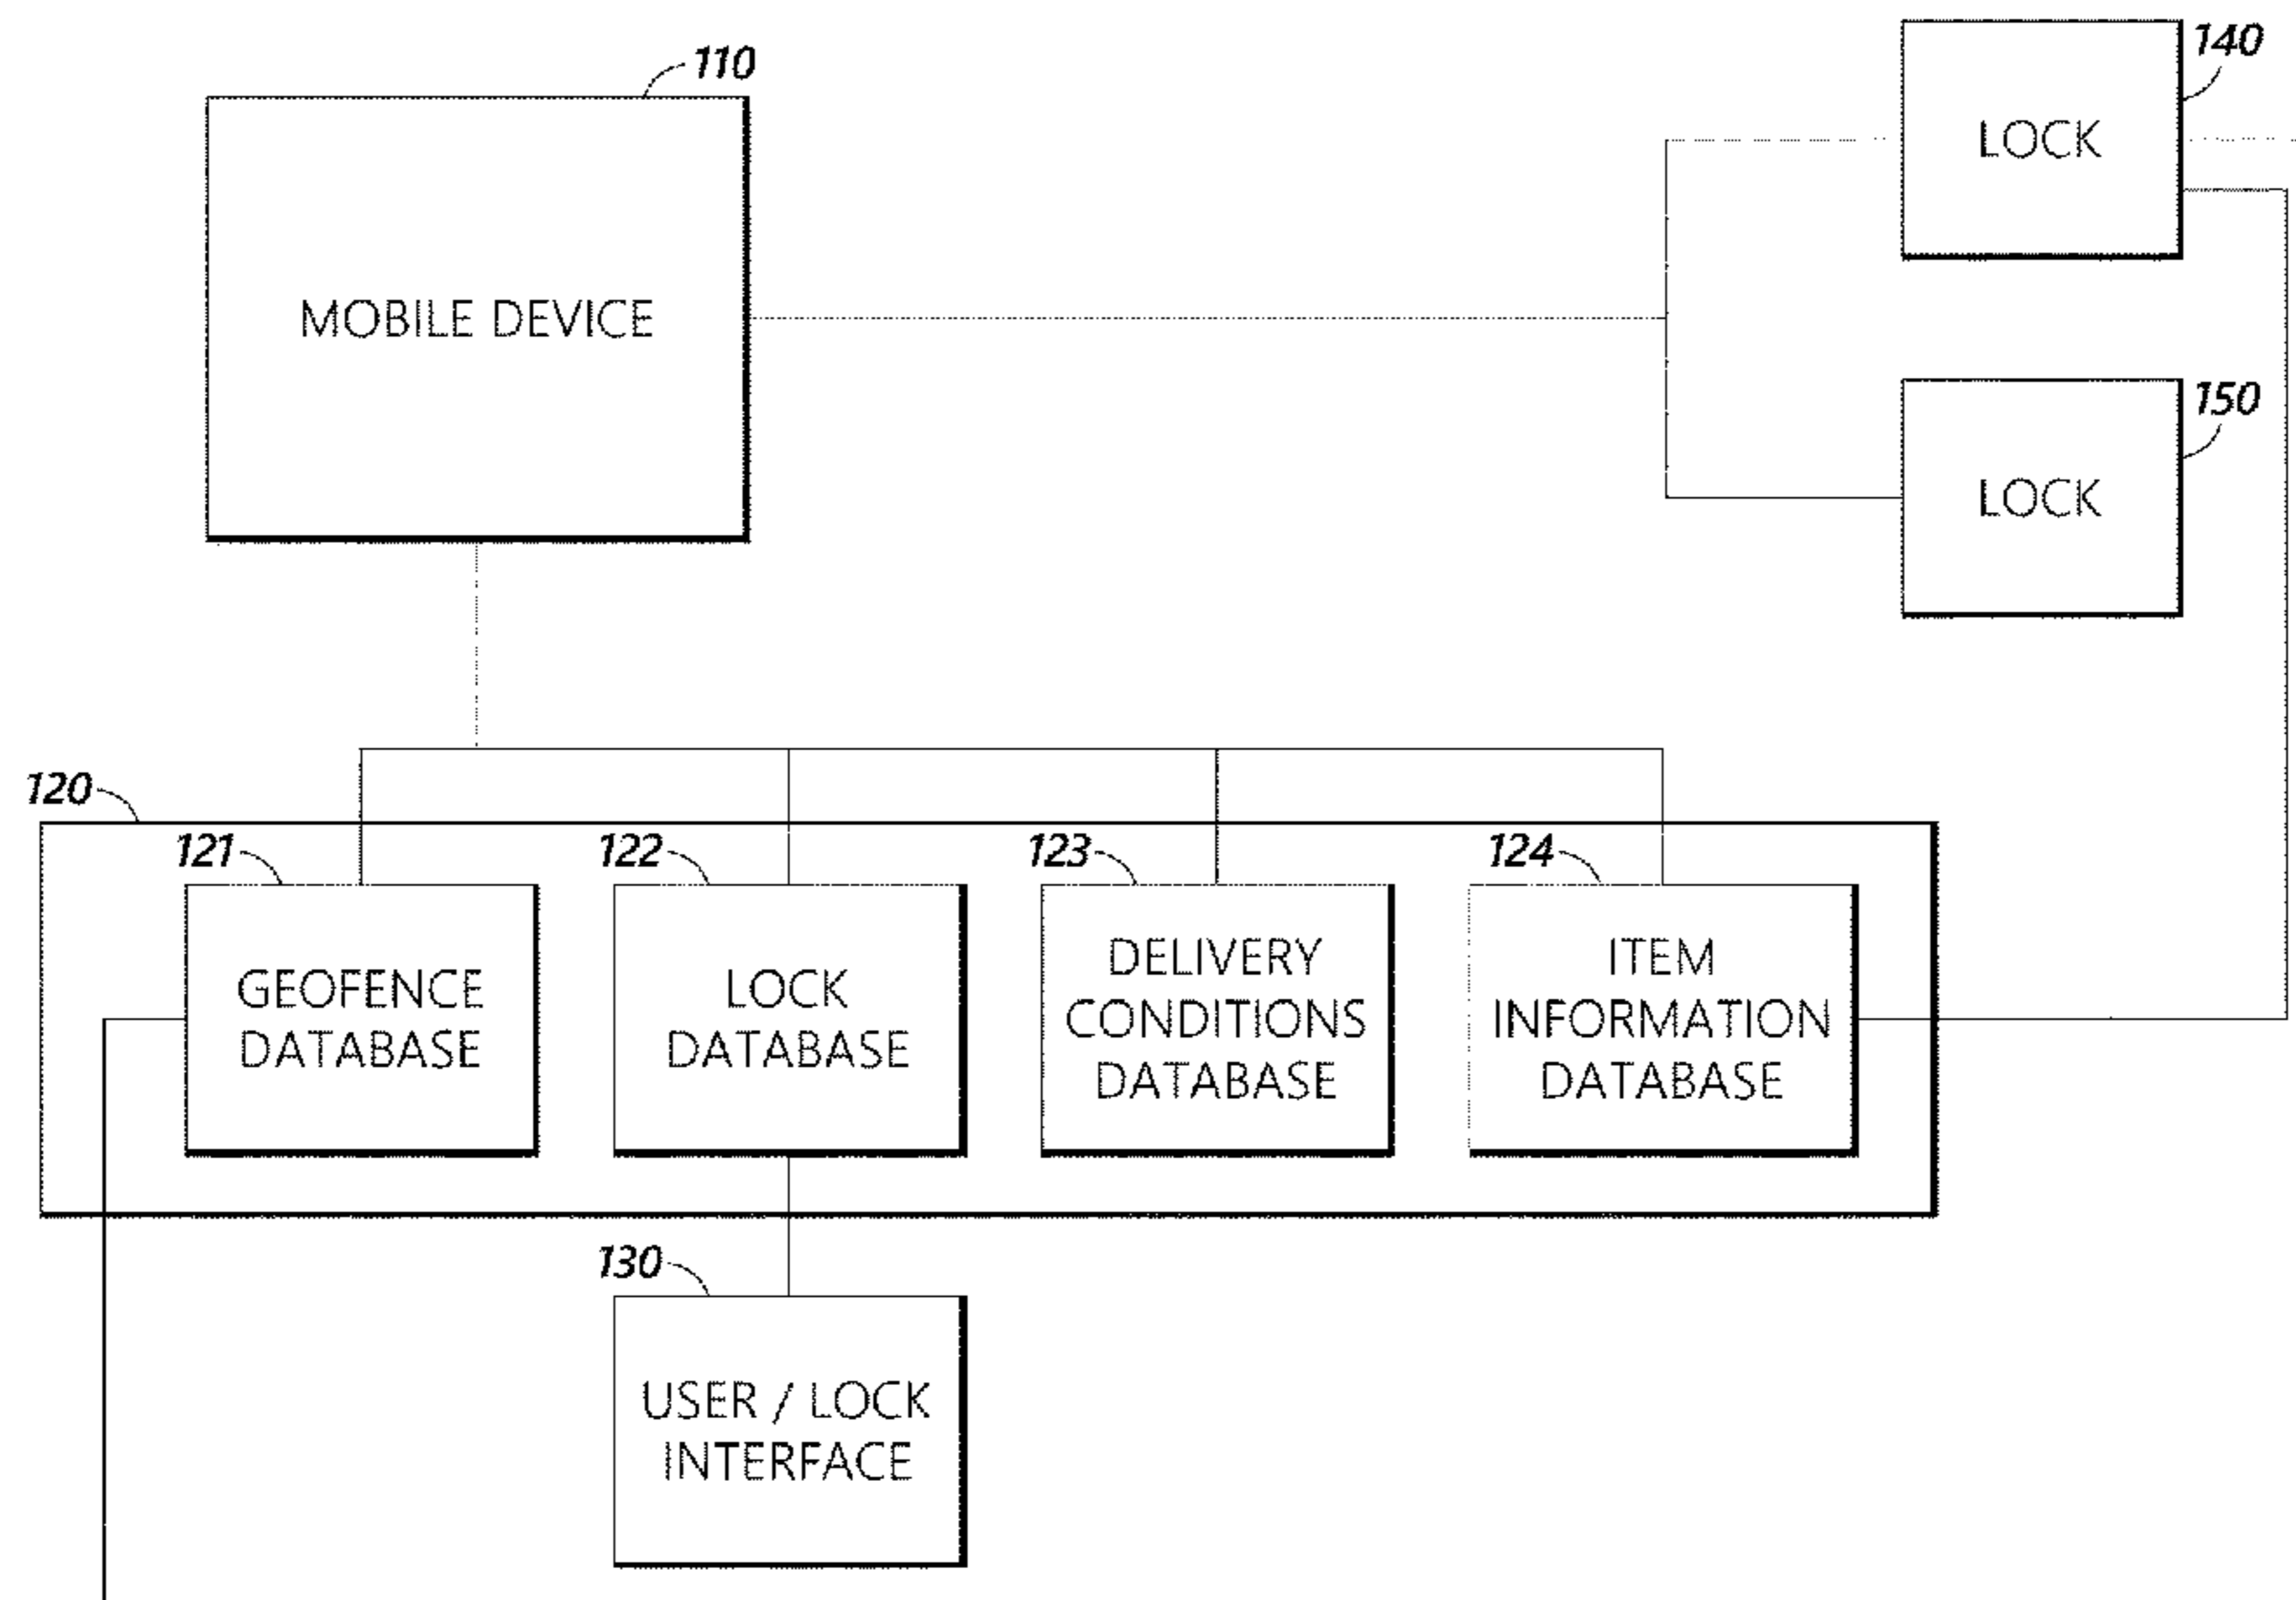 110
MOBILE DEVICE
140
LOCK
150
LOCK
120
121
GEOFENCE
DATABASE
122
LOCK
DATABASE
123
DELIVERY
CONDITIONS
DATABASE
124
ITEM
INFORMATION
DATABASE
130
USER / LOCK
INTERFACE